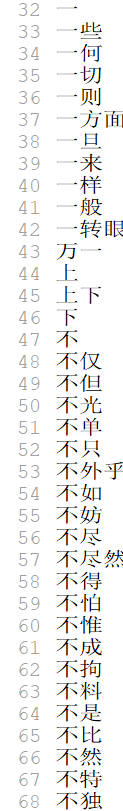 32 一
33 一些
34 一何
35 一切
36 一则
37 一方面
38 一旦
39 一来
40 一样
41 一般
42 一转眼
43 万一
44 上
45 上下
46 下
47 不
48 不仅
49 不但
50 不光
51 不单
52 不只
53 不外乎
54 不如
55 不妨
56 不尽
57 不尽然
58 不得
59 不怕
60 不惟
61 不成
62 不拘
63 不料
64 不是
65 不比
66 不然
67 不特
68 不独